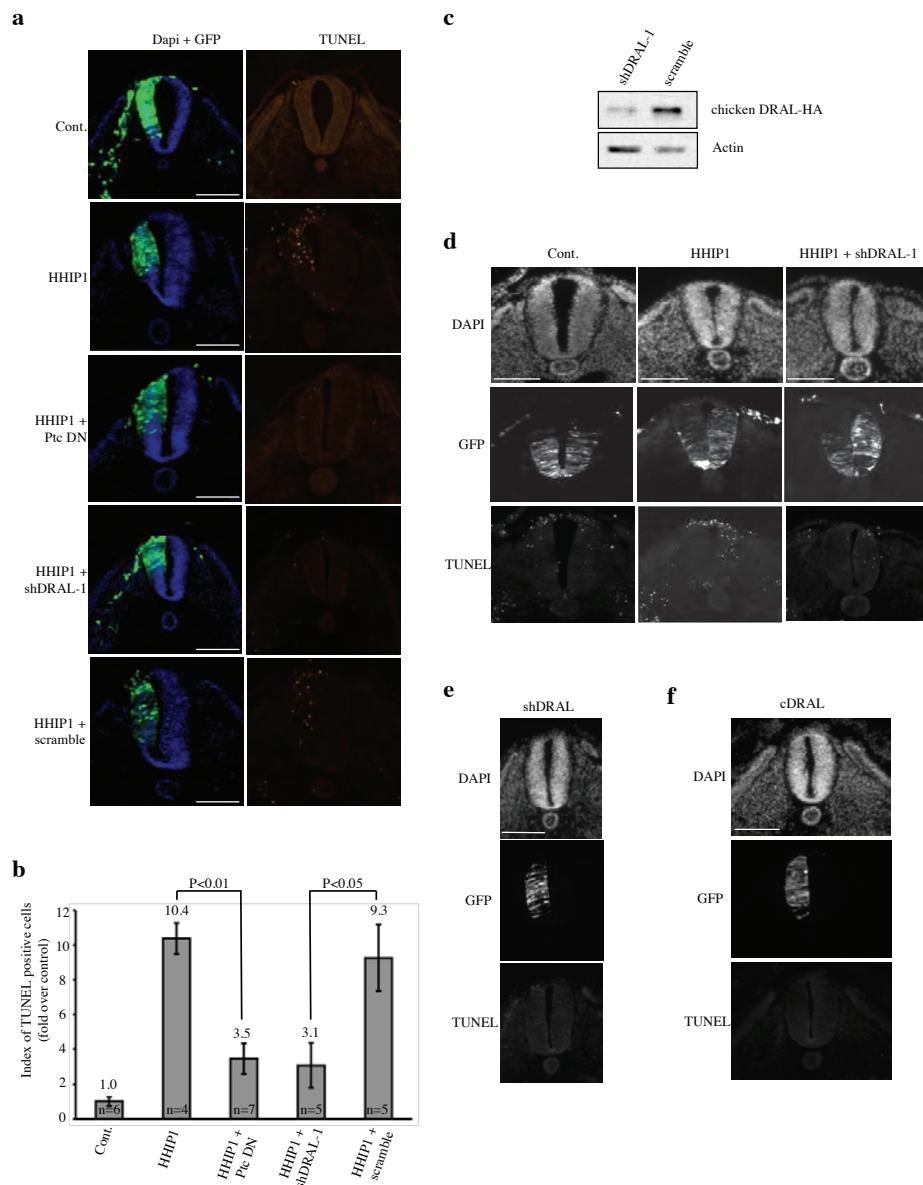 a
Dapi + GFP
TUNEL
Cont.
HHIP1
HHIP1 +
Ptc DN
HHIP1 +
shDRAL-1
HHIP1 +
scramble
b
Index of TUNEL positive cells
(fold over control)
12
10
8
6
4
2
0
1.0
10.4
3.5
3.1
9.3
P<0.01
P<0.05
n=6
n=4
n=7
n=5
n=5
Cont.
HHIP1
HHIP1 +
Ptc DN
HHIP1 +
shDRAL-1
HHIP1 +
scramble
c
shDRAL-1
scramble
chicken DRAL-HA
Actin
d
Cont.
HHIP1
HHIP1 + shDRAL-1
DAPI
GFP
TUNEL
e
shDRAL
DAPI
GFP
TUNEL
f
cDRAL
DAPI
GFP
TUNEL